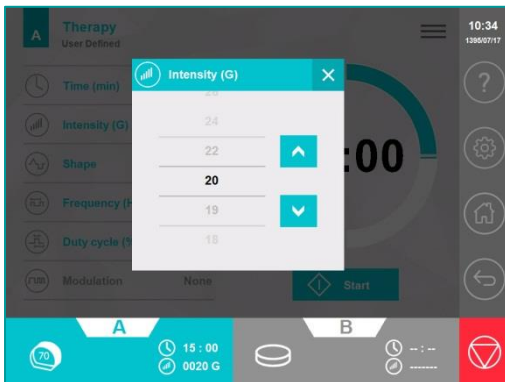 A
Therapy
User Defined
10:34
1395/07/17
Intensity (G)
Time (min)
Intensity (G)
Shape
Frequency (H
Duty cycle (%
Modulation None
24
22
20
19
18
:00
Start
?
A
70
15 : 00
0020 G
B
-- : --
-------